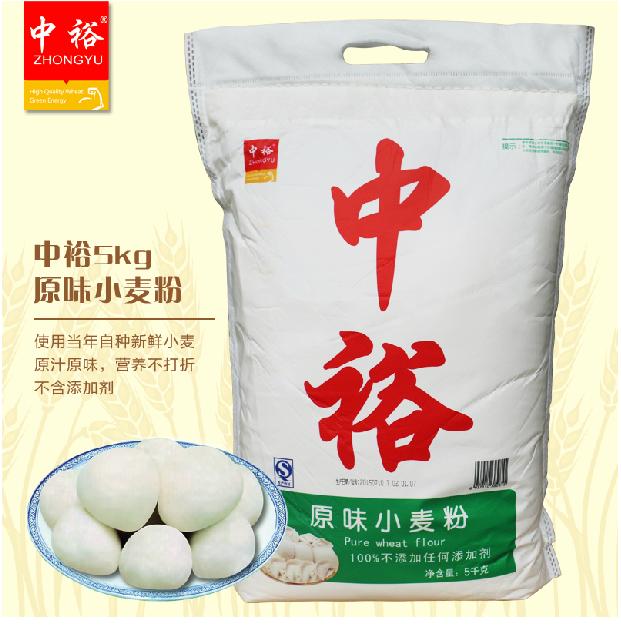 中裕®
ZHONGYU
High Quality Wheat
Green Energy
中裕5kg
原味小麦粉
使用当年自种新鲜小麦
原汁原味，营养不打折
不含添加剂
中裕
ZHONGYU
提示：
中
裕
原味小麦粉
Pure wheat flour
100%不添加任何添加剂
净含量：5千克